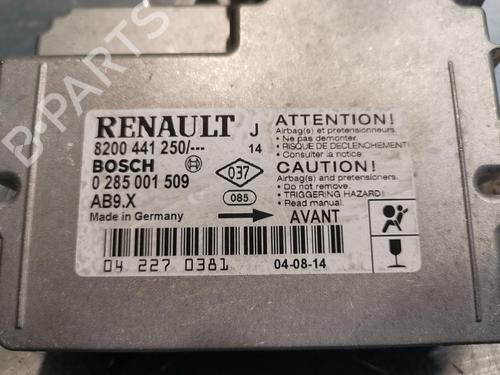 RENAULT J
8200 441 250/--- 14
BOSCH
0 285 001 509
AB9.X
Made in Germany
037
085
AVANT
ATTENTION!
Airbag(s) et pretensionneurs.
• Ne pas demonter.
• RISQUE DE DECLENCHEMENT!
• Consulter la notice
CAUTION!
Airbag(s) and pretensioners.
• Do not remove.
• TRIGGERING HAZARD!
• Read manual.
04 227 0381
04-08-14
B-PARTS